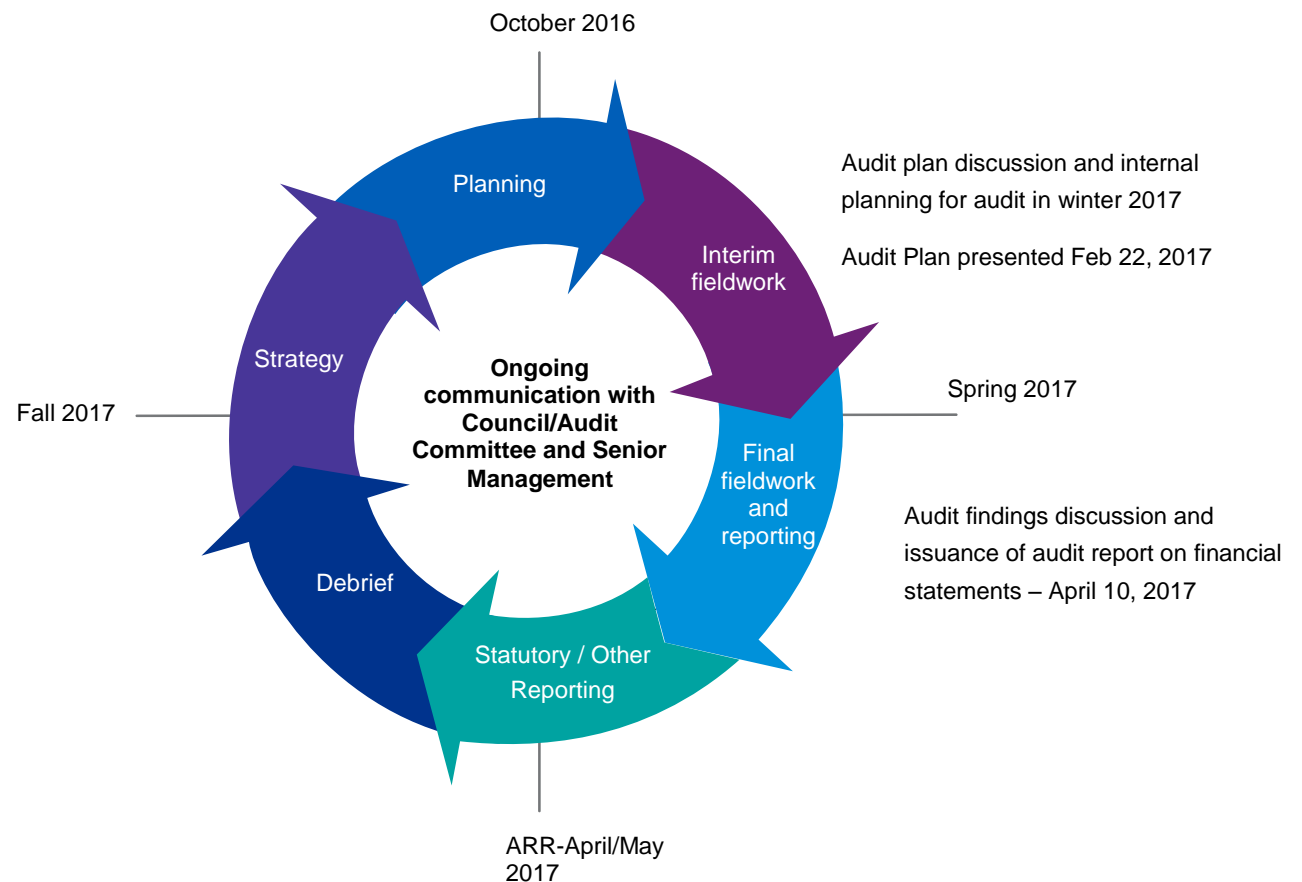 October 2016
Planning
Audit plan discussion and internal
planning for audit in winter 2017
Audit Plan presented Feb 22, 2017
Interim
fieldwork
Strategy
Ongoing
communication with
Council/Audit
Committee and Senior
Management
Fall 2017
Spring 2017
Final
fieldwork
and
reporting
Audit findings discussion and
issuance of audit report on financial
statements – April 10, 2017
Debrief
Statutory / Other
Reporting
ARR-April/May
2017